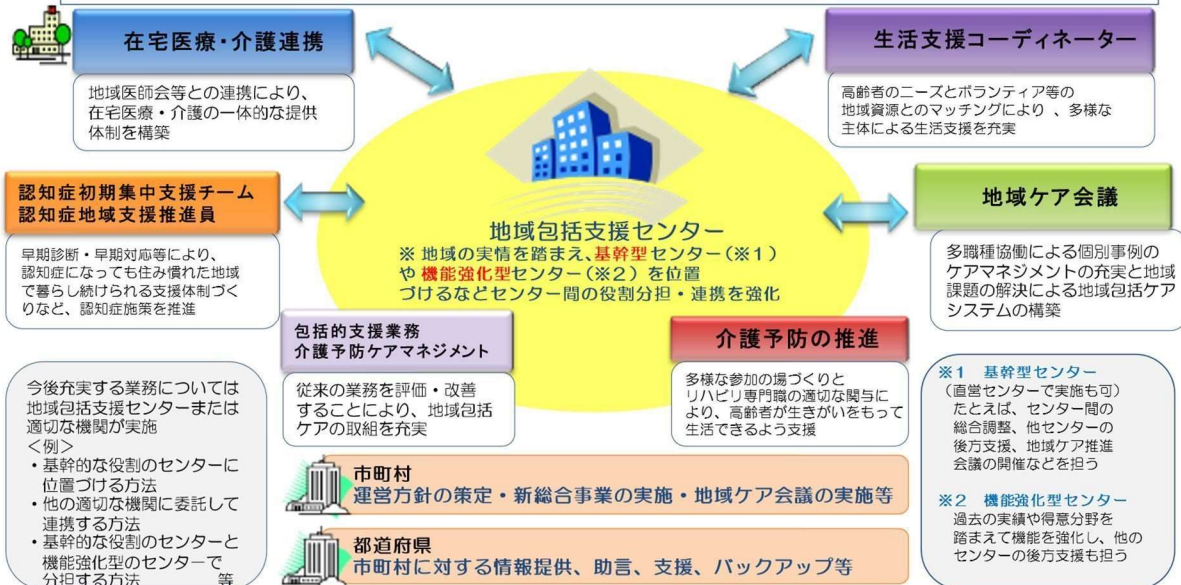 在宅医療・介護連携
地域医師会等との連携により、
在宅医療・介護の一体的な提供
体制を構築
生活支援コーディネーター
高齢者のニーズとボランティア等の
地域資源とのマッチングにより 、多様な
主体による生活支援を充実
認知症初期集中支援チーム
認知症地域支援推進員
早期診断・早期対応等により、
認知症になっても住み慣れた地域
で暮らし続けられる支援体制づく
りなど、認知症施策を推進
地域包括支援センター
※ 地域の実情を踏まえ、基幹型センター(※1)
や 機能強化型センター(※2) を位置
づけるなどセンター間の役割分担・連携を強化
地域ケア会議
多職種協働による個別事例の
ケアマネジメントの充実と地域
課題の解決による地域包括ケア
システムの構築
包括的支援業務
介護予防ケアマネジメント
従来の業務を評価・改善
することにより、地域包括
ケアの取組を充実
介護予防の推進
多様な参加の場づくりと
リハビリ専門職の適切な関与に
より、高齢者が生きがいをもって
生活できるよう支援
今後充実する業務については
地域包括支援センターまたは
適切な機関が実施
<例>
・基幹的な役割のセンターに
位置づける方法
・他の適切な機関に委託して
連携する方法
・基幹的な役割のセンターと
機能強化型のセンターで
分担する方法 等
※1 基幹型センター
(直営センターで実施も可)
たとえば、センター間の
総合調整、他センターの
後方支援、地域ケア推進
会議の開催などを担う
※2 機能強化型センター
過去の実績や得意分野を
踏まえて機能を強化し、他の
センターの後方支援も担う
市町村
運営方針の策定・新総合事業の実施・地域ケア会議の実施等
都道府県
市町村に対する情報提供、助言、支援、バックアップ等